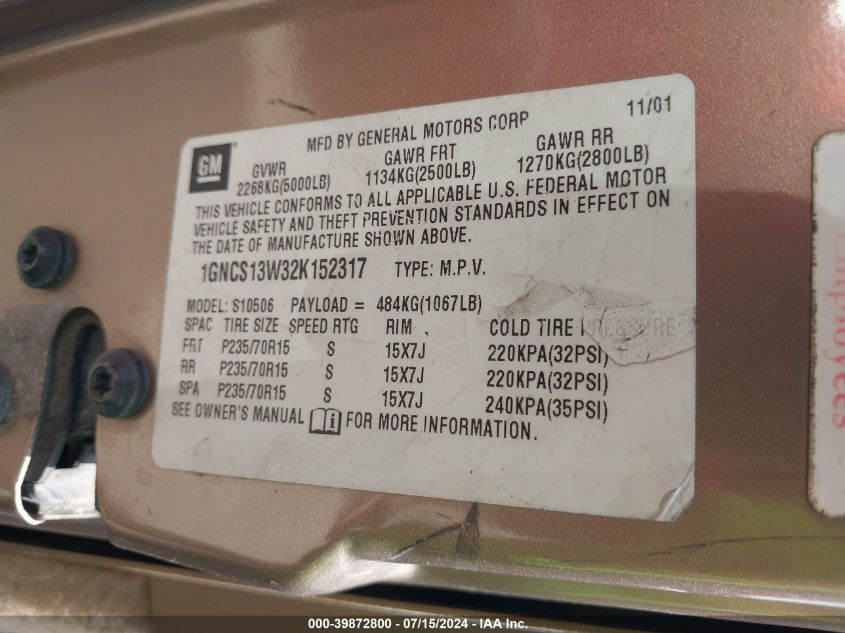 11/01
GM
MFD BY GENERAL MOTORS CORP
GVWR GAWR FRT GAWR RR
2268KG(5000LB) 1134KG(2500LB) 1270KG(2800LB)
THIS VEHICLE CONFORMS TO ALL APPLICABLE U.S. FEDERAL MOTOR
VEHICLE SAFETY AND THEFT PREVENTION STANDARDS IN EFFECT ON
THE DATE OF MANUFACTURE SHOWN ABOVE.
1GNCS13W32K152317 TYPE: M.P.V.
MODEL: S10506 PAYLOAD = 484KG(1067LB)
SPAC TIRE SIZE SPEED RTG RIM COLD TIRE PRESSURE
FRT P235/70R15 S 15X7J 220KPA(32PSI)
RR P235/70R15 S 15X7J 220KPA(32PSI)
SPA P235/70R15 S 15X7J 240KPA(35PSI)
SEE OWNER'S MANUAL FOR MORE INFORMATION.
employees
000-39872800 - 07/15/2024 - IAA Inc.